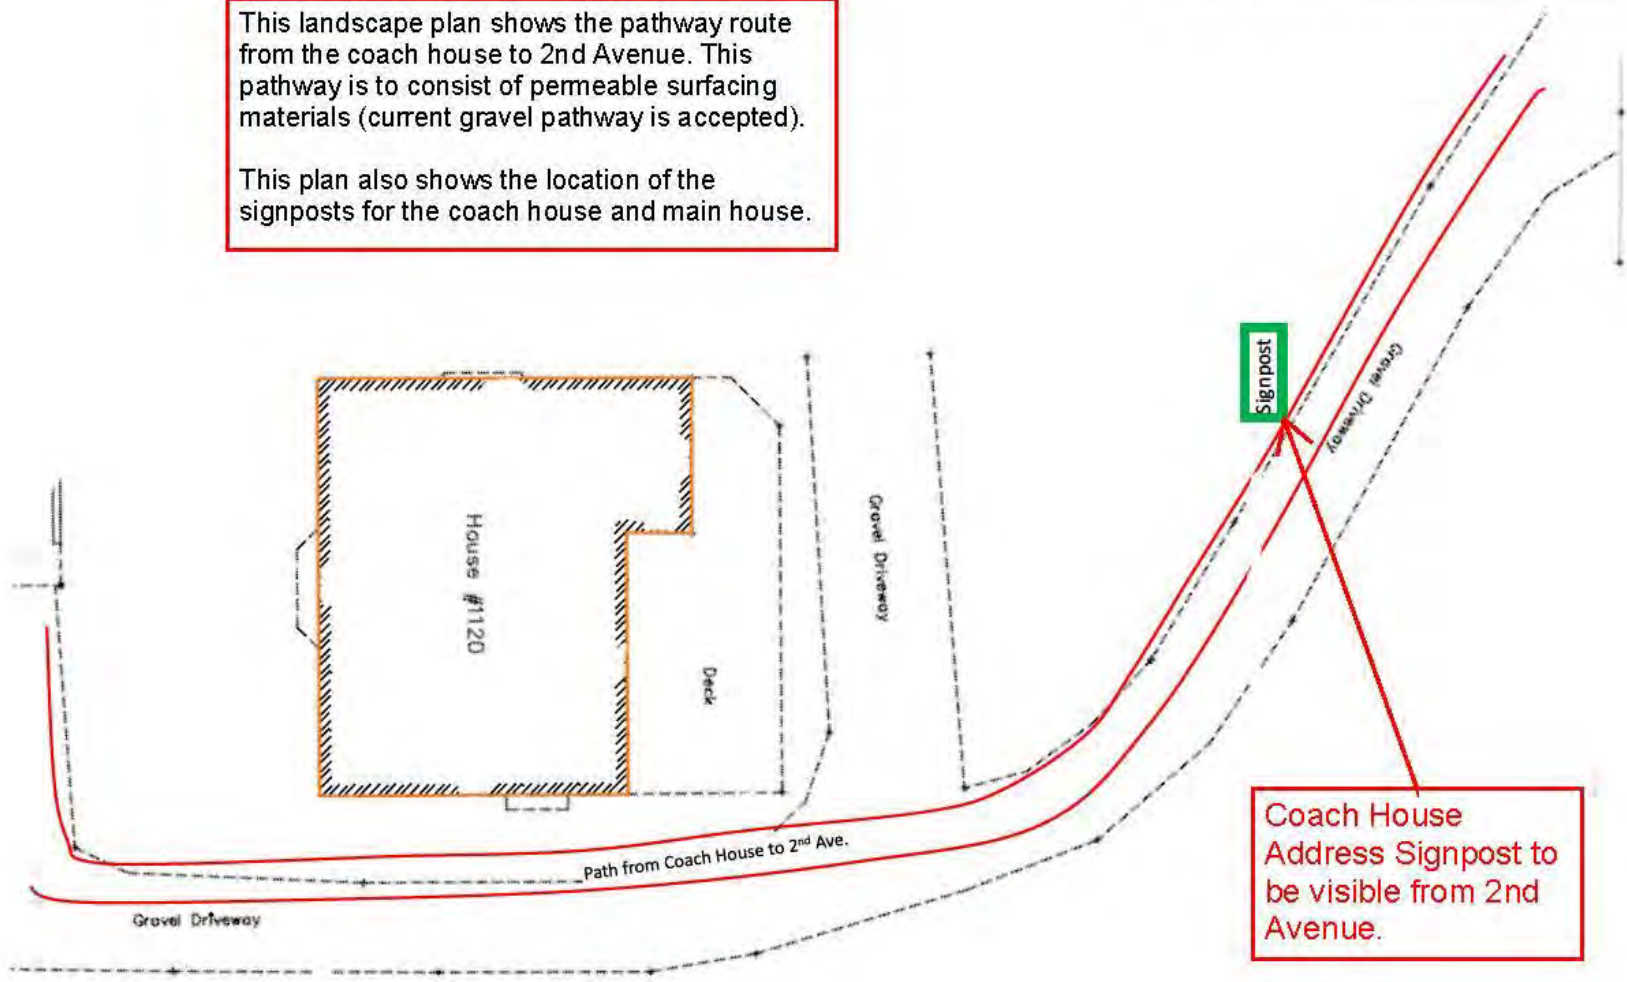 This landscape plan shows the pathway route
from the coach house to 2nd Avenue. This
pathway is to consist of permeable surfacing
materials (current gravel pathway is accepted).
This plan also shows the location of the
signposts for the coach house and main house.
Signpost
Gravel Driveway
House #1120
Gravel Driveway
Deck
Path from Coach House to 2nd Ave.
Gravel Driveway
Coach House
Address Signpost to
be visible from 2nd
Avenue.